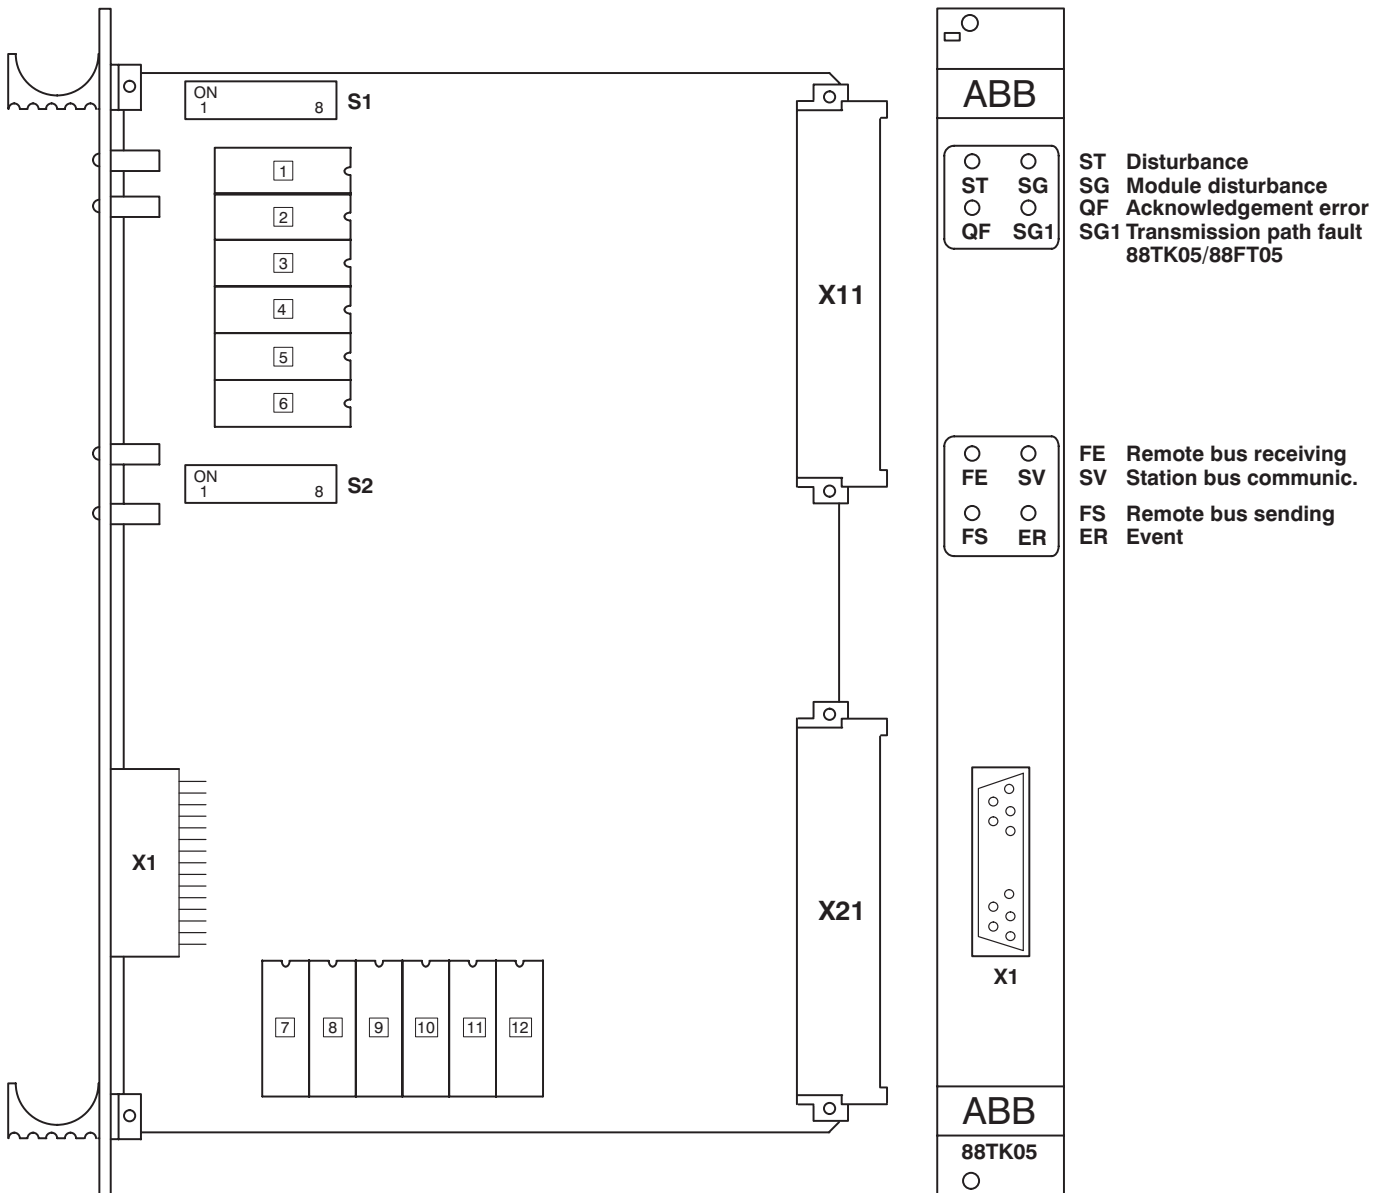 ON
1 8 S1
1
2
3
4
5
6
ON
1 8 S2
X1
7 8 9 10 11 12
X11
X21
ABB
ST SG
QF SG1
ST Disturbance
SG Module disturbance
QF Acknowledgement error
SG1 Transmission path fault
88TK05/88FT05
FE SV
FS ER
FE Remote bus receiving
SV Station bus communic.
FS Remote bus sending
ER Event
X1
ABB
88TK05